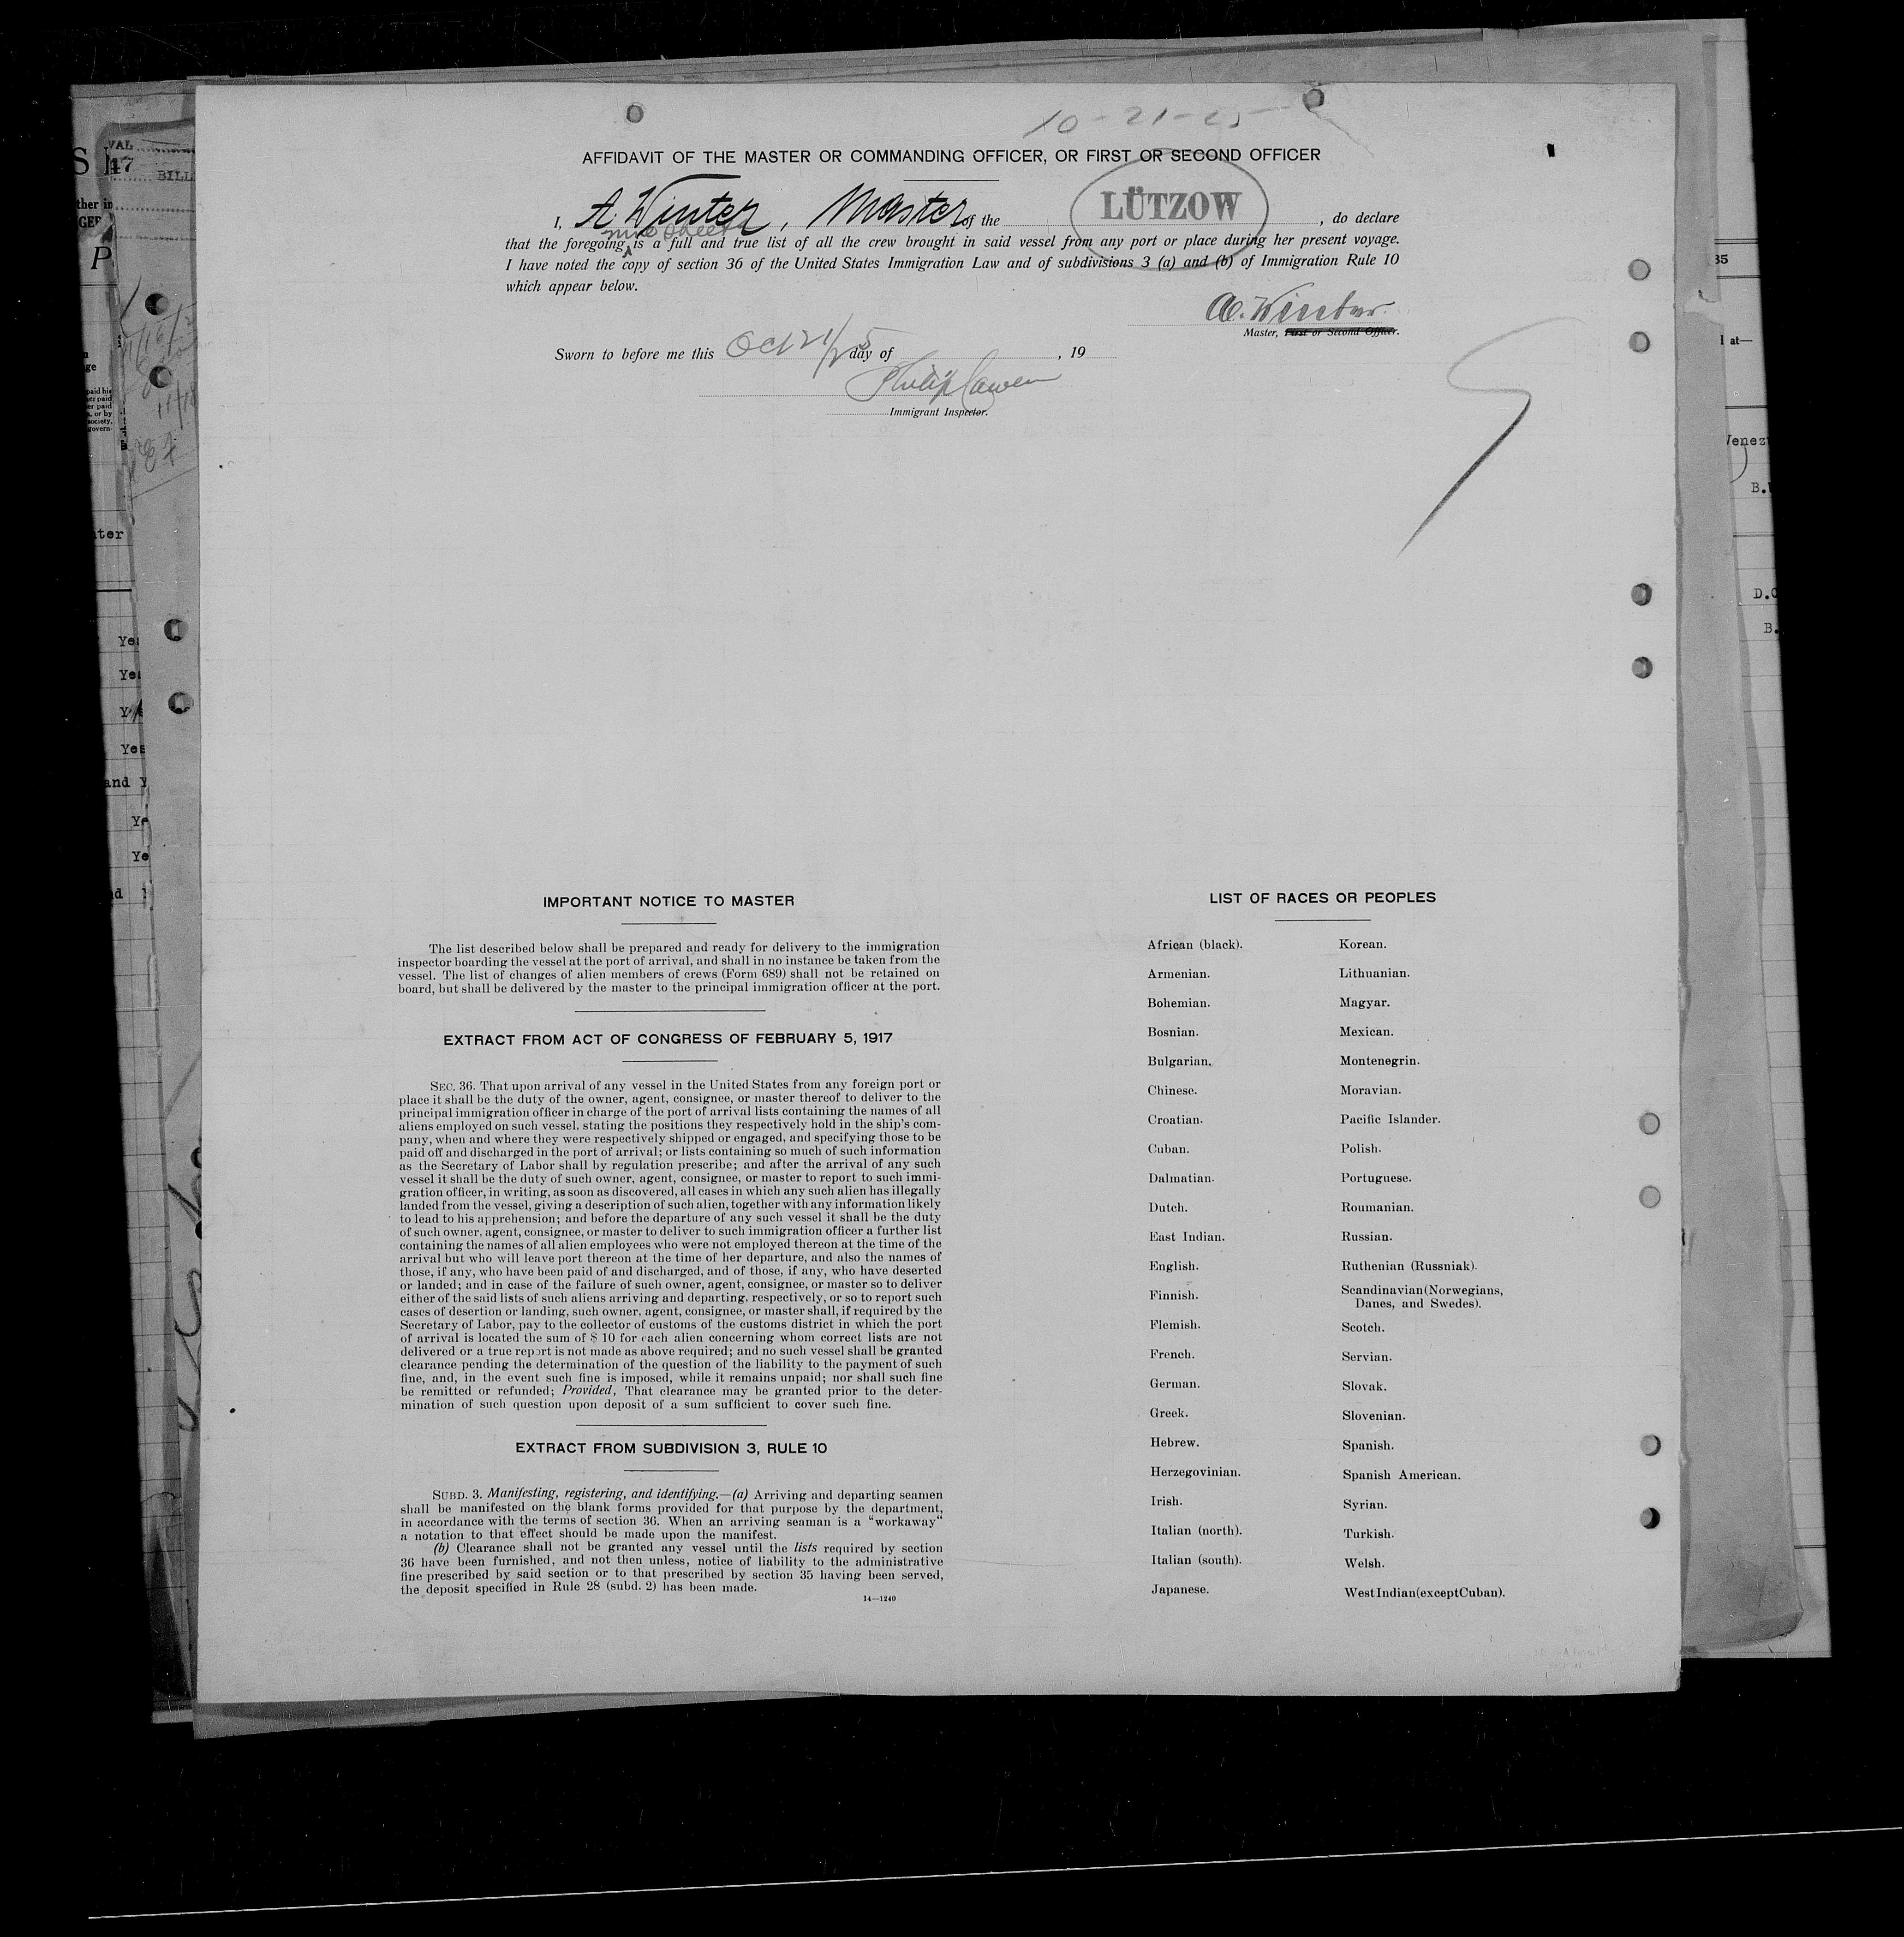 10-21-25
AFFIDAVIT OF THE MASTER OR COMMANDING OFFICER, OR FIRST OR SECOND OFFICER
I, A. Winter, Master of the LÜTZOW, do declare
nine sheets
that the foregoing is a full and true list of all the crew brought in said vessel from any port or place during her present voyage.
I have noted the copy of section 36 of the United States Immigration Law and of subdivisions 3 (a) and (b) of Immigration Rule 10
which appear below.
A. Winter.
Master, First or Second Officer.
Sworn to before me this Oct 21/25 day of , 19
Philip Cowen
Immigrant Inspector.
IMPORTANT NOTICE TO MASTER
The list described below shall be prepared and ready for delivery to the immigration
inspector boarding the vessel at the port of arrival, and shall in no instance be taken from the
vessel. The list of changes of alien members of crews (Form 689) shall not be retained on
board, but shall be delivered by the master to the principal immigration officer at the port.
EXTRACT FROM ACT OF CONGRESS OF FEBRUARY 5, 1917
SEC. 36. That upon arrival of any vessel in the United States from any foreign port or
place it shall be the duty of the owner, agent, consignee, or master thereof to deliver to the
principal immigration officer in charge of the port of arrival lists containing the names of all
aliens employed on such vessel, stating the positions they respectively hold in the ship's com-
pany, when and where they were respectively shipped or engaged, and specifying those to be
paid off and discharged in the port of arrival; or lists containing so much of such information
as the Secretary of Labor shall by regulation prescribe; and after the arrival of any such
vessel it shall be the duty of such owner, agent, consignee, or master to report to such immi-
gration officer, in writing, as soon as discovered, all cases in which any such alien has illegally
landed from the vessel, giving a description of such alien, together with any information likely
to lead to his apprehension; and before the departure of any such vessel it shall be the duty
of such owner, agent, consignee, or master to deliver to such immigration officer a further list
containing the names of all alien employees who were not employed thereon at the time of the
arrival but who will leave port thereon at the time of her departure, and also the names of
those, if any, who have been paid of and discharged, and of those, if any, who have deserted
or landed; and in case of the failure of such owner, agent, consignee, or master so to deliver
either of the said lists of such aliens arriving and departing, respectively, or so to report such
cases of desertion or landing, such owner, agent, consignee, or master shall, if required by the
Secretary of Labor, pay to the collector of customs of the customs district in which the port
of arrival is located the sum of $ 10 for each alien concerning whom correct lists are not
delivered or a true report is not made as above required; and no such vessel shall be granted
clearance pending the determination of the question of the liability to the payment of such
fine, and, in the event such fine is imposed, while it remains unpaid; nor shall such fine
be remitted or refunded; Provided, That clearance may be granted prior to the deter-
mination of such question upon deposit of a sum sufficient to cover such fine.
EXTRACT FROM SUBDIVISION 3, RULE 10
SUBD. 3. Manifesting, registering, and identifying.—(a) Arriving and departing seamen
shall be manifested on the blank forms provided for that purpose by the department,
in accordance with the terms of section 36. When an arriving seaman is a "workaway"
a notation to that effect should be made upon the manifest.
(b) Clearance shall not be granted any vessel until the lists required by section
36 have been furnished, and not then unless, notice of liability to the administrative
fine prescribed by said section or to that prescribed by section 35 having been served,
the deposit specified in Rule 28 (subd. 2) has been made.
14—1240
LIST OF RACES OR PEOPLES
African (black).
Armenian.
Bohemian.
Bosnian.
Bulgarian.
Chinese.
Croatian.
Cuban.
Dalmatian.
Dutch.
East Indian.
English.
Finnish.
Flemish.
French.
German.
Greek.
Hebrew.
Herzegovinian.
Irish.
Italian (north).
Italian (south).
Japanese.
Korean.
Lithuanian.
Magyar.
Mexican.
Montenegrin.
Moravian.
Pacific Islander.
Polish.
Portuguese.
Roumanian.
Russian.
Ruthenian (Russniak).
Scandinavian (Norwegians,
Danes, and Swedes).
Scotch.
Servian.
Slovak.
Slovenian.
Spanish.
Spanish American.
Syrian.
Turkish.
Welsh.
West Indian (except Cuban).